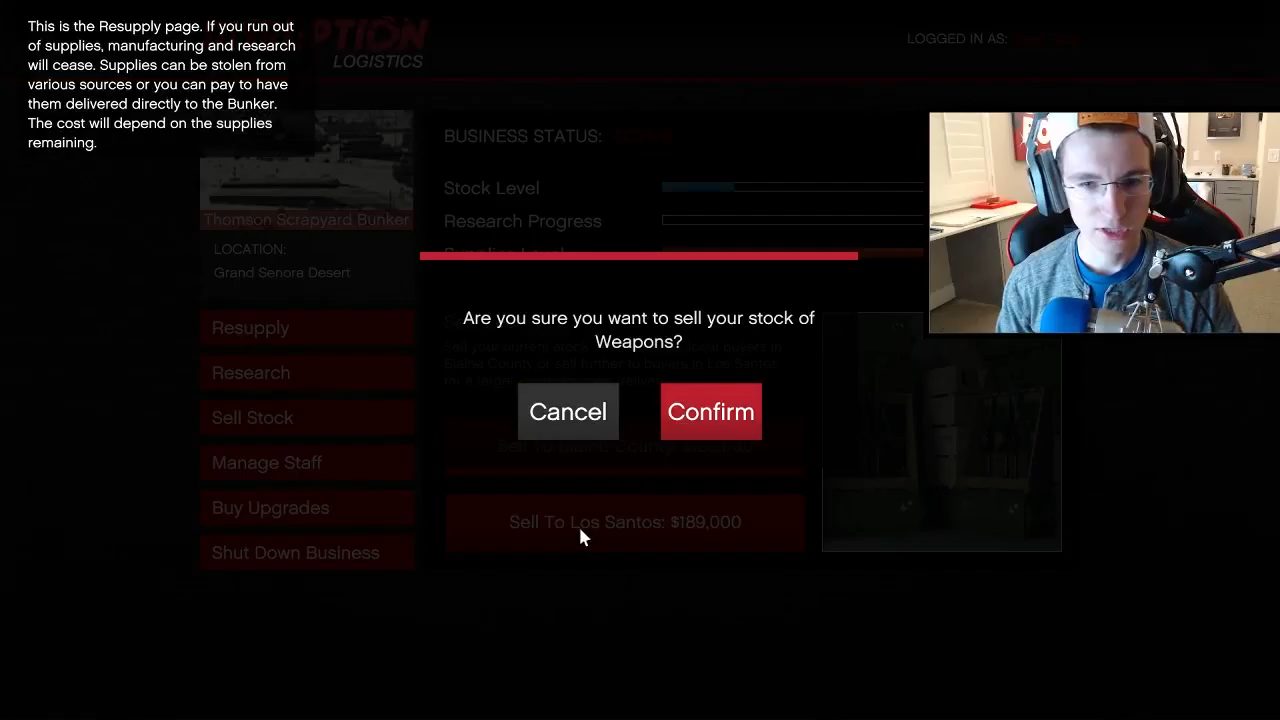 This is the Resupply page. If you run out
of supplies, manufacturing and research
will cease. Supplies can be stolen from
various sources or you can pay to have
them delivered directly to the Bunker.
The cost will depend on the supplies
remaining.
LOGISTICS
LOGGED IN AS:
Thomson Scrapyard Bunker
LOCATION:
Grand Senora Desert
Resupply
Research
Sell Stock
Manage Staff
Buy Upgrades
Shut Down Business
BUSINESS STATUS:
Stock Level
Research Progress
Supplies Level
Are you sure you want to sell your stock of
Weapons?
Cancel
Confirm
Sell To Los Santos: $189,000